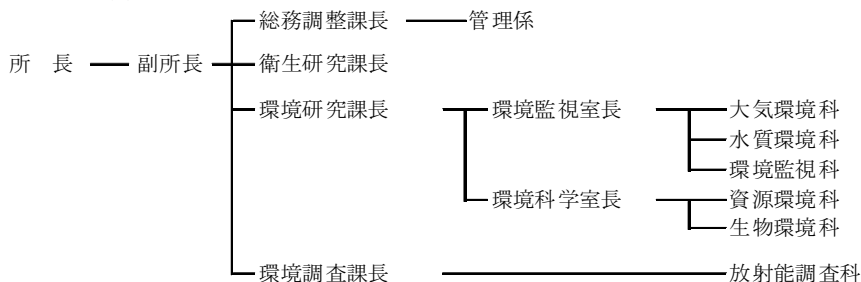 総務調整課長 管理係
所　長 副所長 衛生研究課長
環境研究課長 環境監視室長 大気環境科
水質環境科
環境監視科
環境科学室長 資源環境科
生物環境科
環境調査課長 放射能調査科